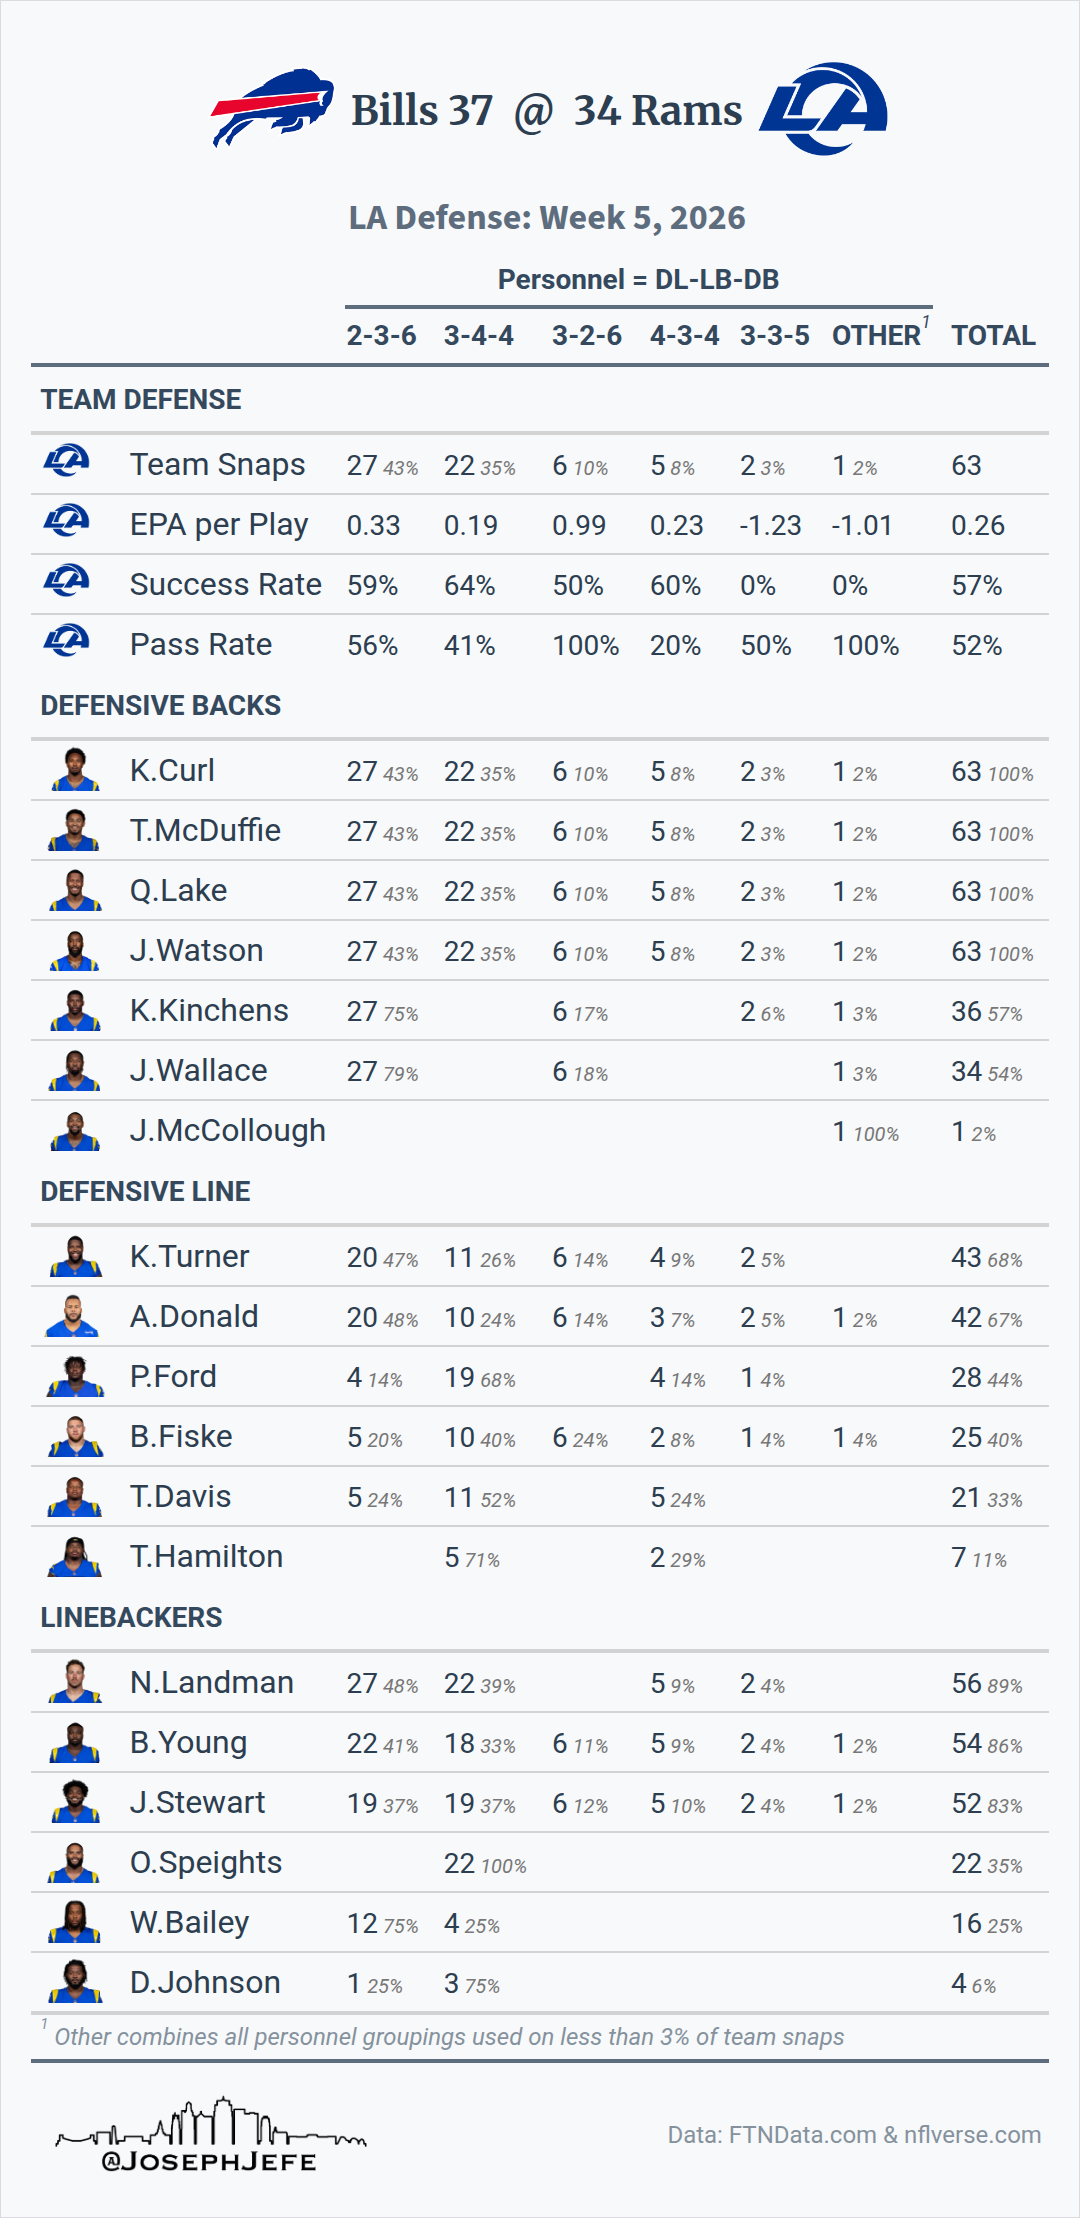 Bills 37 @ 34 Rams
LA Defense: Week 5, 2026
Personnel = DL-LB-DB
2-3-6 3-4-4 3-2-6 4-3-4 3-3-5 OTHER1 TOTAL
TEAM DEFENSE
Team Snaps 27 43% 22 35% 6 10% 5 8% 2 3% 1 2% 63
EPA per Play 0.33 0.19 0.99 0.23 -1.23 -1.01 0.26
Success Rate 59% 64% 50% 60% 0% 0% 57%
Pass Rate 56% 41% 100% 20% 50% 100% 52%
DEFENSIVE BACKS
K.Curl 27 43% 22 35% 6 10% 5 8% 2 3% 1 2% 63 100%
T.McDuffie 27 43% 22 35% 6 10% 5 8% 2 3% 1 2% 63 100%
Q.Lake 27 43% 22 35% 6 10% 5 8% 2 3% 1 2% 63 100%
J.Watson 27 43% 22 35% 6 10% 5 8% 2 3% 1 2% 63 100%
K.Kinchens 27 75% 6 17% 2 6% 1 3% 36 57%
J.Wallace 27 79% 6 18% 1 3% 34 54%
J.McCollough 1 100% 1 2%
DEFENSIVE LINE
K.Turner 20 47% 11 26% 6 14% 4 9% 2 5% 43 68%
A.Donald 20 48% 10 24% 6 14% 3 7% 2 5% 1 2% 42 67%
P.Ford 4 14% 19 68% 4 14% 1 4% 28 44%
B.Fiske 5 20% 10 40% 6 24% 2 8% 1 4% 1 4% 25 40%
T.Davis 5 24% 11 52% 5 24% 21 33%
T.Hamilton 5 71% 2 29% 7 11%
LINEBACKERS
N.Landman 27 48% 22 39% 5 9% 2 4% 56 89%
B.Young 22 41% 18 33% 6 11% 5 9% 2 4% 1 2% 54 86%
J.Stewart 19 37% 19 37% 6 12% 5 10% 2 4% 1 2% 52 83%
O.Speights 22 100% 22 35%
W.Bailey 12 75% 4 25% 16 25%
D.Johnson 1 25% 3 75% 4 6%
1 Other combines all personnel groupings used on less than 3% of team snaps
@JOSEPHJEFE
Data: FTNData.com & nflverse.com